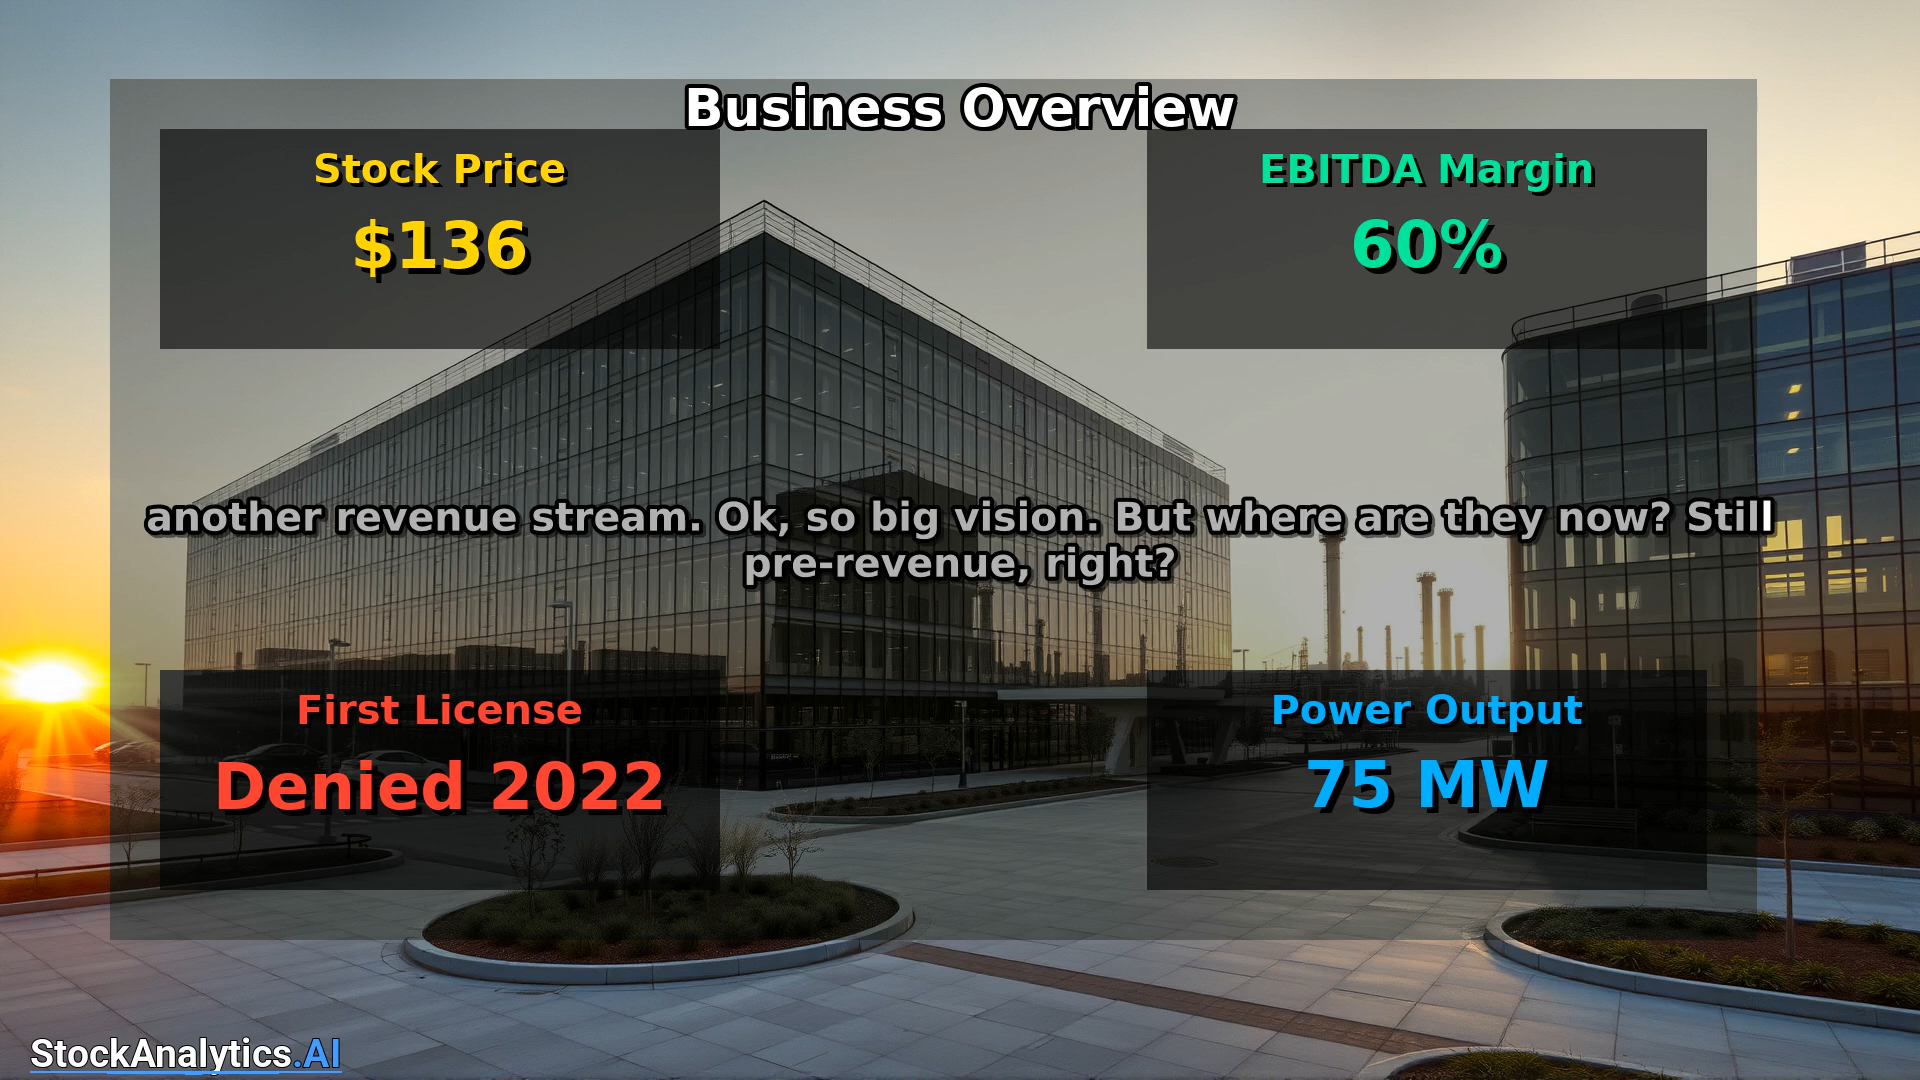 Business Overview
Stock Price
$136
EBITDA Margin
60%
another revenue stream. Ok, so big vision. But where are they now? Still
pre-revenue, right?
First License
Denied 2022
Power Output
75 MW
StockAnalytics.AI